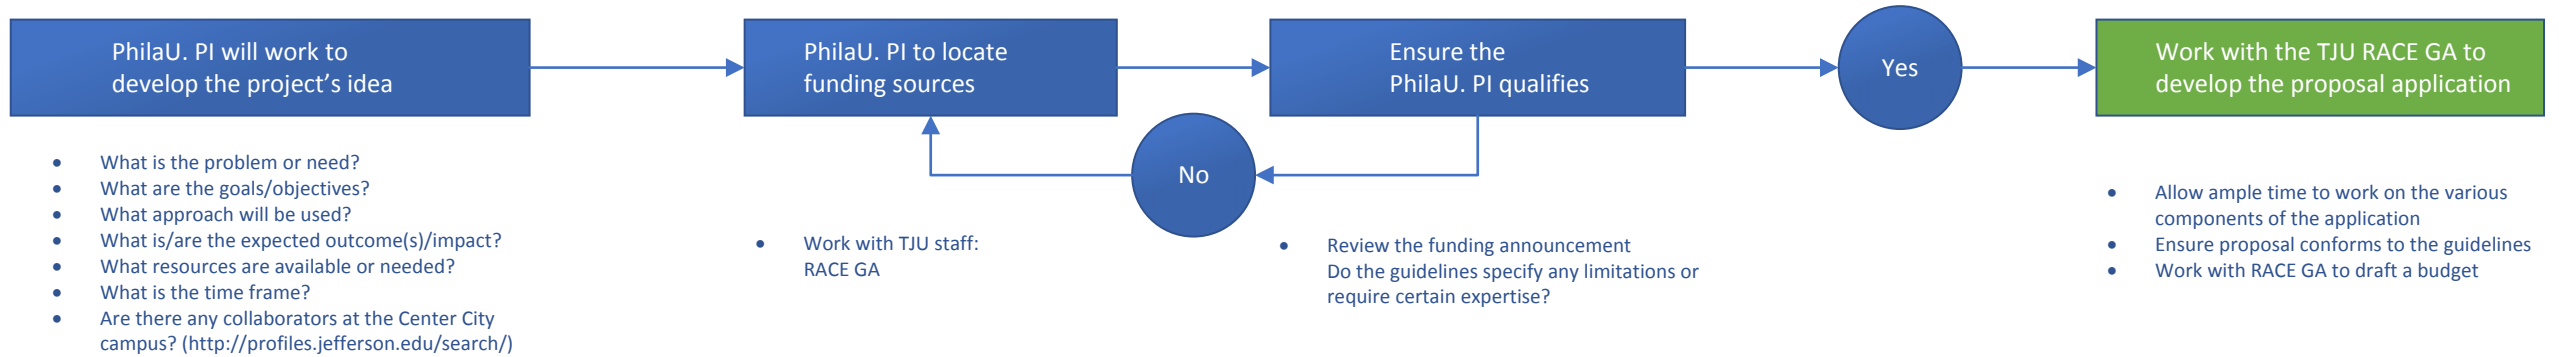 PhilaU. PI will work to
develop the project's idea
PhilaU. PI to locate
funding sources
Ensure the
PhilaU. PI qualifies
Yes
Work with the TJU RACE GA to
develop the proposal application
No
• What is the problem or need?
• What are the goals/objectives?
• What approach will be used?
• What is/are the expected outcome(s)/impact?
• What resources are available or needed?
• What is the time frame?
• Are there any collaborators at the Center City
campus? (http://profiles.jefferson.edu/search/)
• Work with TJU staff:
RACE GA
• Review the funding announcement
Do the guidelines specify any limitations or
require certain expertise?
• Allow ample time to work on the various
components of the application
• Ensure proposal conforms to the guidelines
• Work with RACE GA to draft a budget